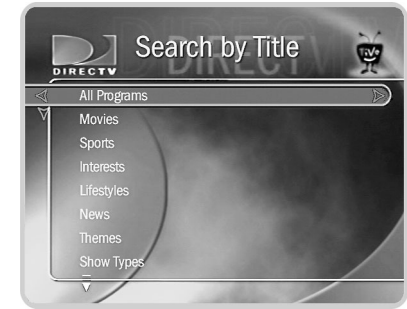 Search by Title
DIRECTV
TiVo
All Programs
Movies
Sports
Interests
Lifestyles
News
Themes
Show Types